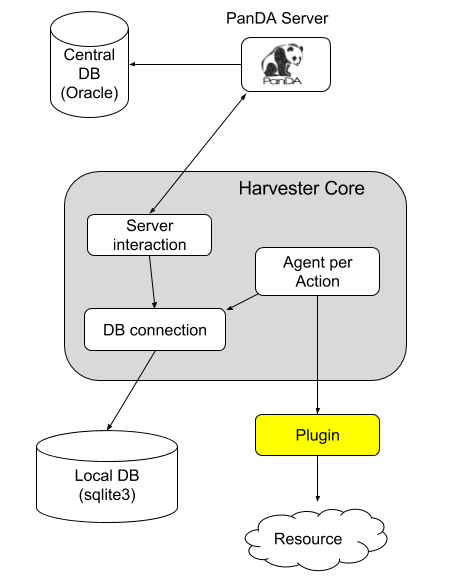 PanDA Server
Central
DB
(Oracle)
PanDA
Harvester Core
Server
interaction
Agent per
Action
DB connection
Plugin
Local DB
(sqlite3)
Resource